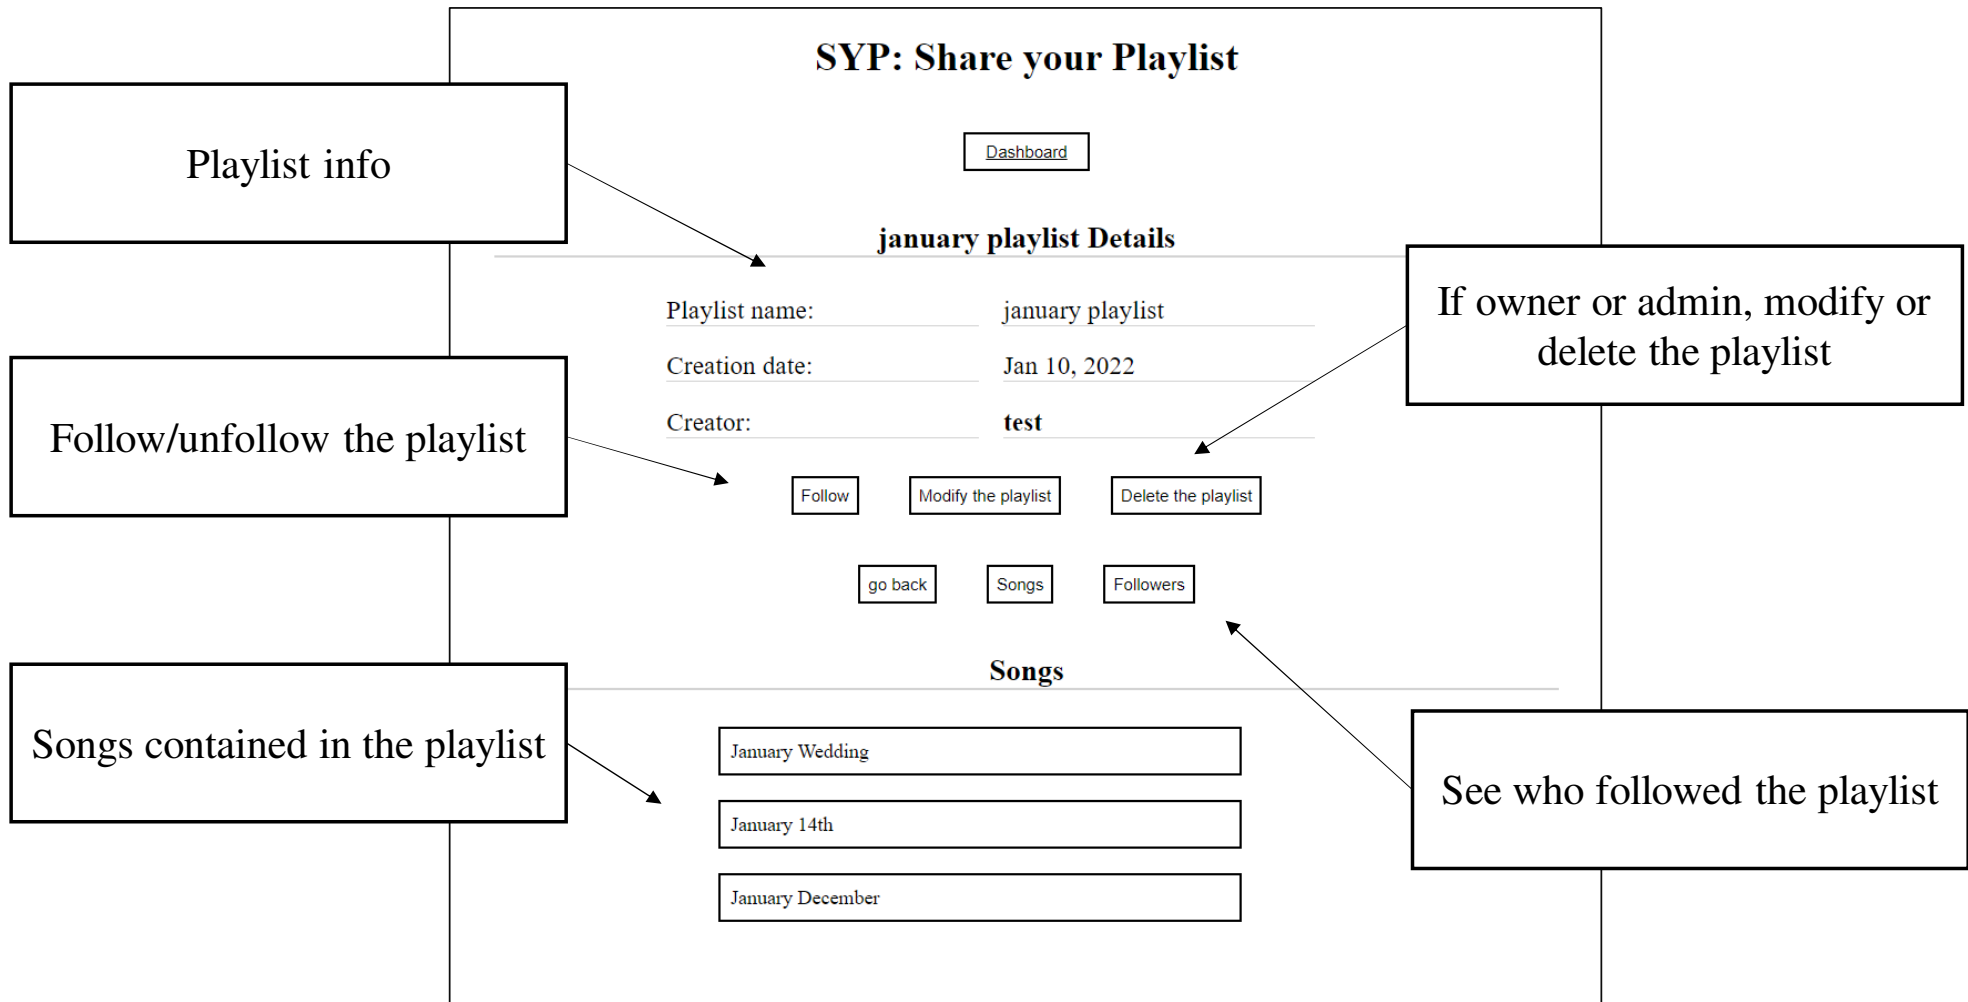 SYP: Share your Playlist
Playlist info
Dashboard
january playlist Details
If owner or admin, modify or
delete the playlist
Playlist name: january playlist
Creation date: Jan 10, 2022
Creator: test
Follow/unfollow the playlist
Follow Modify the playlist Delete the playlist
go back Songs Followers
Songs
Songs contained in the playlist
January Wedding
January 14th
January December
See who followed the playlist